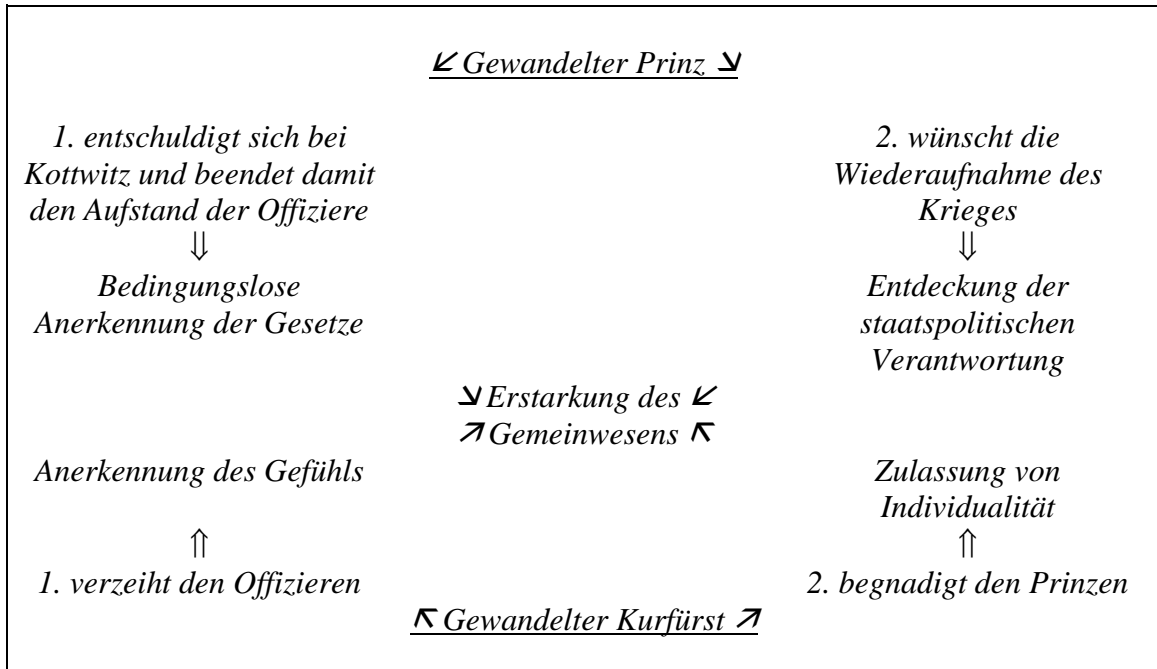 ↙ Gewandelter Prinz ↘
1. entschuldigt sich bei
Kottwitz und beendet damit
den Aufstand der Offiziere
⇓
Bedingungslose
Anerkennung der Gesetze
2. wünscht die
Wiederaufnahme des
Krieges
⇓
Entdeckung der
staatspolitischen
Verantwortung
↘ Erstarkung des ↙
↗ Gemeinwesens ↖
Anerkennung des Gefühls
⇑
1. verzeiht den Offizieren
Zulassung von
Individualität
⇑
2. begnadigt den Prinzen
↖ Gewandelter Kurfürst ↗